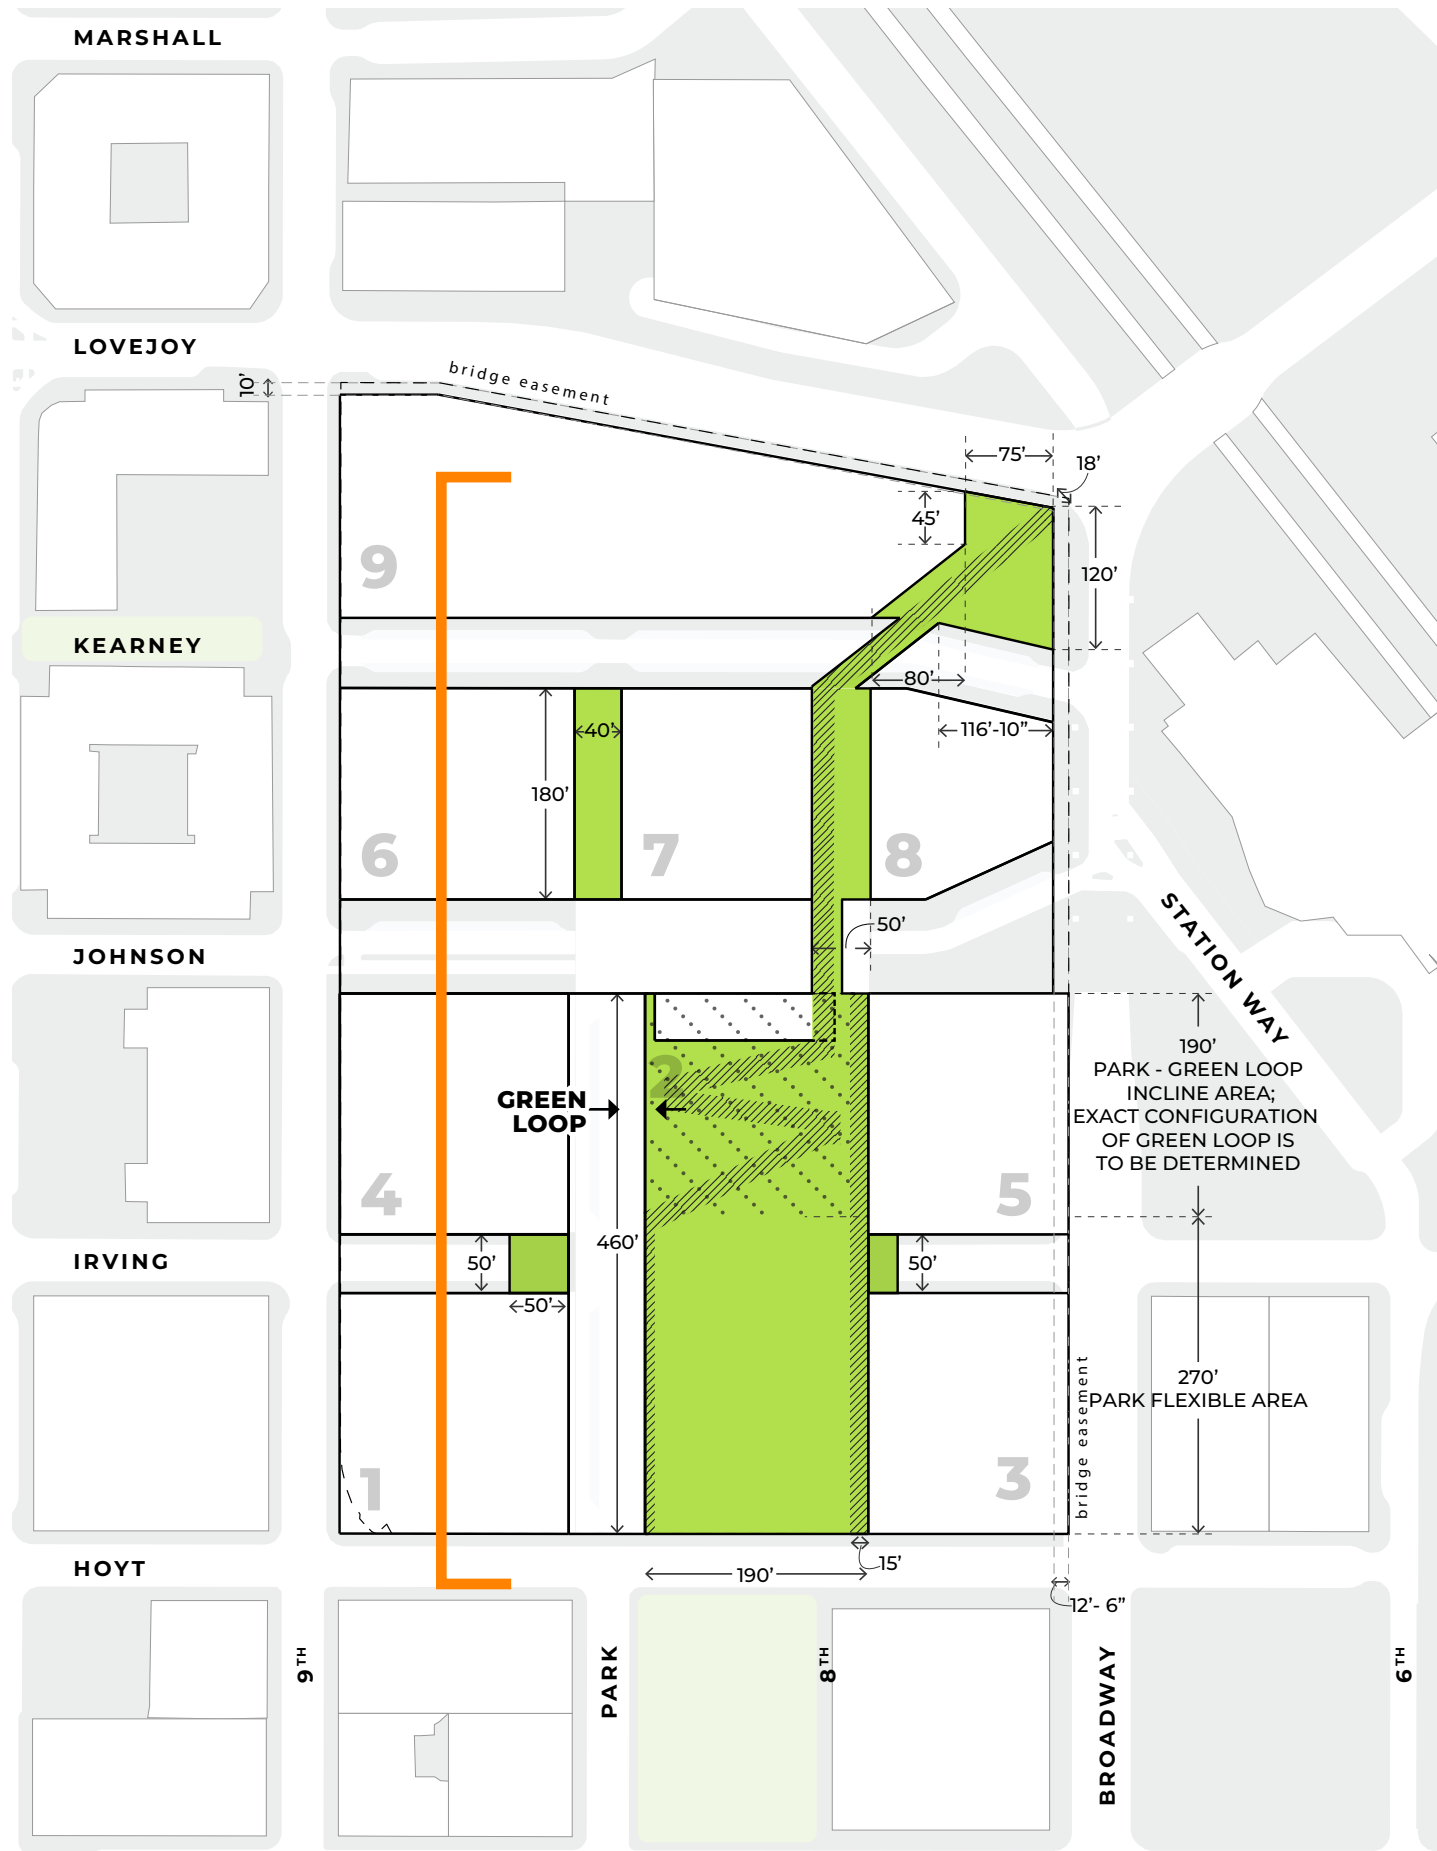 MARSHALL
LOVEJOY
10’
bridge easement
75’
18’
45’
9
120’
KEARNEY
80’
40’
116’-10”
180’
6
7
8
50’
STATION WAY
JOHNSON
190’
PARK - GREEN LOOP
INCLINE AREA;
EXACT CONFIGURATION
OF GREEN LOOP IS
TO BE DETERMINED
2
GREEN
LOOP
4
5
460’
IRVING
50’
50’
50’
270’
PARK FLEXIBLE AREA
bridge easement
1
3
HOYT
15’
190’
12’- 6”
9TH
PARK
8TH
BROADWAY
6TH